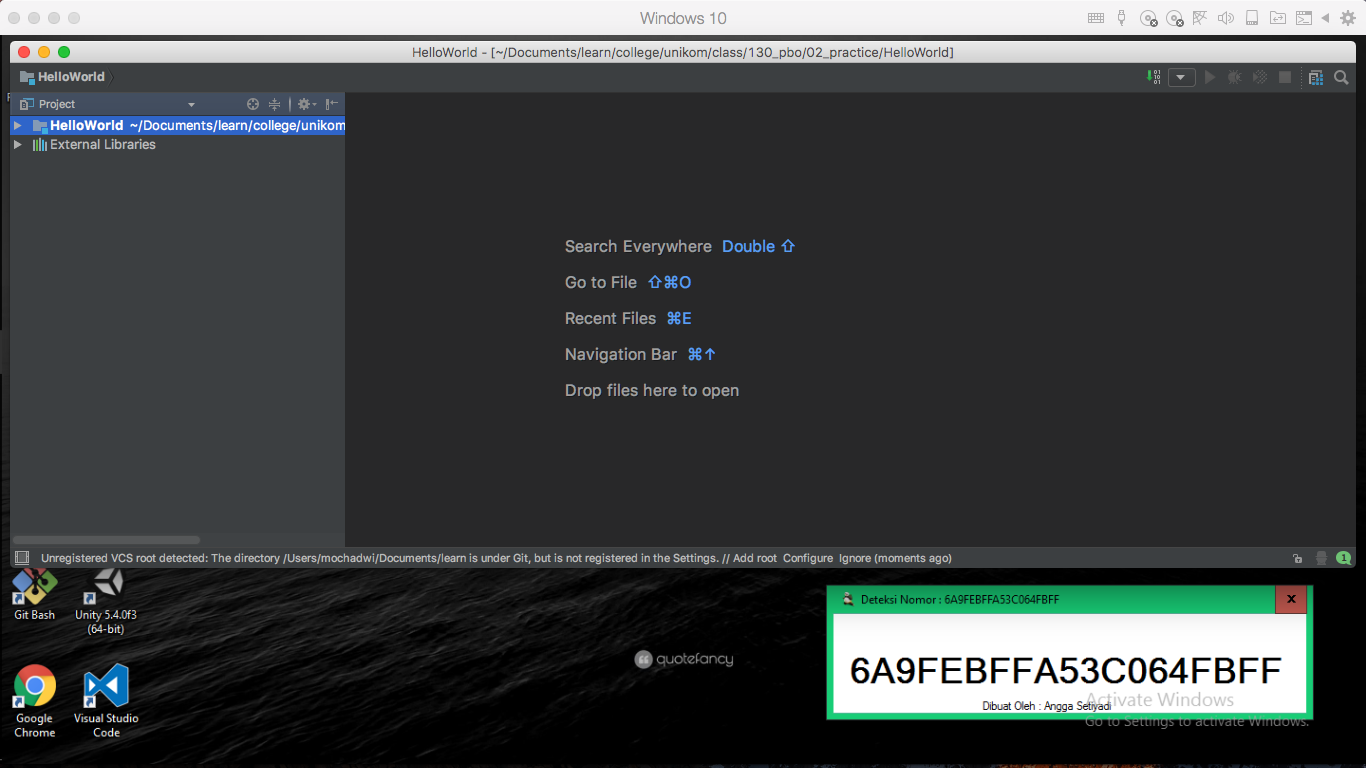 Windows 10
HelloWorld - [~/Documents/learn/college/unikom/class/130_pbo/02_practice/HelloWorld]
HelloWorld
Project
HelloWorld ~/Documents/learn/college/unikom
External Libraries
Search Everywhere Double ⇧
Go to File ⇧⌘O
Recent Files ⌘E
Navigation Bar ⌘↑
Drop files here to open
Unregistered VCS root detected: The directory /Users/mochadwi/Documents/learn is under Git, but is not registered in the Settings. // Add root Configure Ignore (moments ago)
1
Git Bash
Unity 5.4.0f3
(64-bit)
Google
Chrome
Visual Studio
Code
quotefancy
Deteksi Nomor : 6A9FEBFFA53C064FBFF
6A9FEBFFA53C064FBFF
Dibuat Oleh : Angga Setiyadi
Activate Windows
Go to Settings to activate Windows.